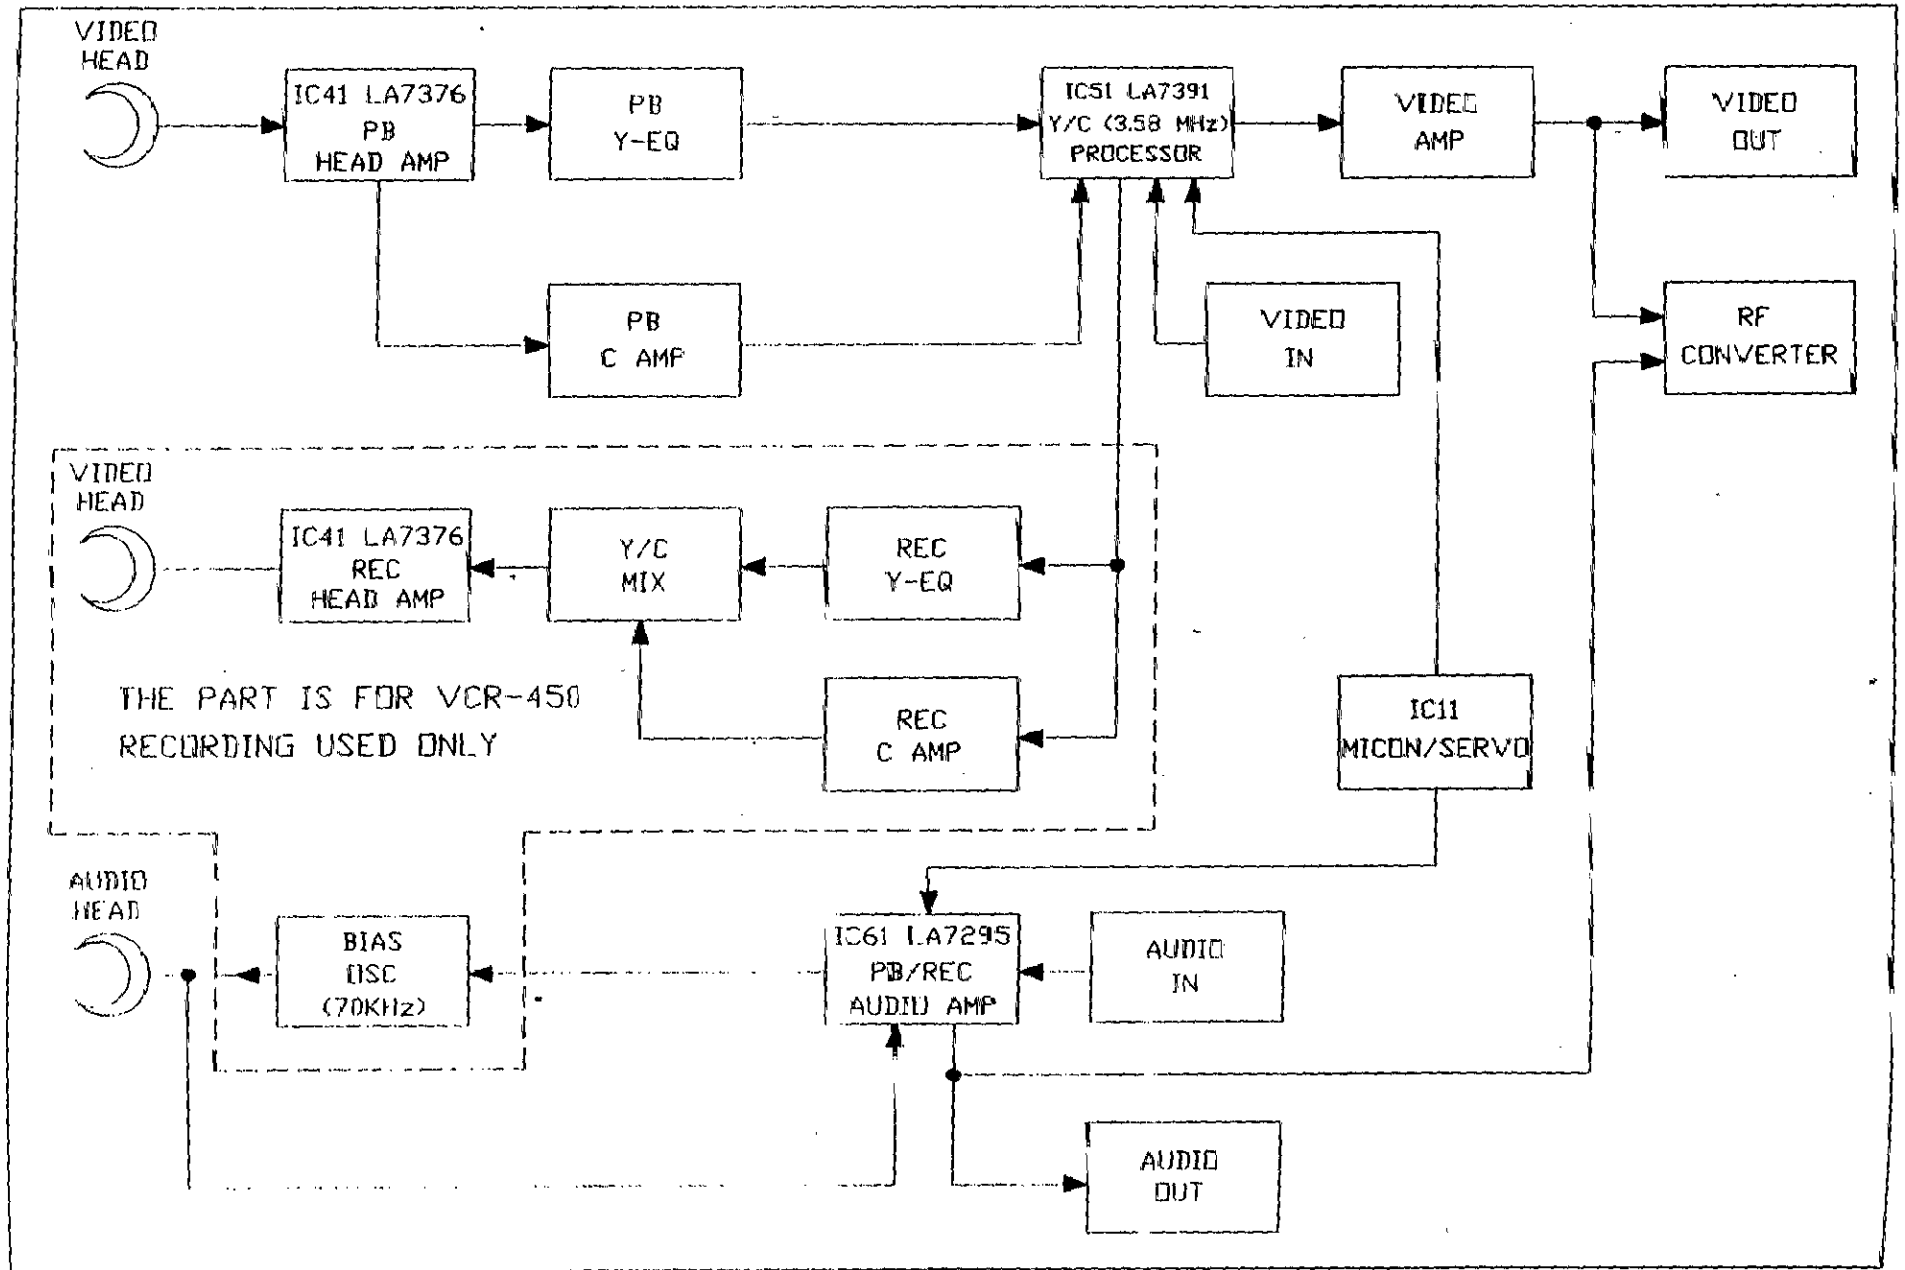 VIDEO
HEAD
IC41 LA7376
PB
HEAD AMP
PB
Y-EQ
IC51 LA7391
Y/C (3.58 MHz)
PROCESSOR
VIDEO
AMP
VIDEO
OUT
PB
C AMP
VIDEO
IN
RF
CONVERTER
VIDEO
HEAD
IC41 LA7376
REC
HEAD AMP
Y/C
MIX
REC
Y-EQ
THE PART IS FOR VCR-450
RECORDING USED ONLY
REC
C AMP
IC11
MICON/SERVO
AUDIO
HEAD
BIAS
OSC
(70KHz)
IC61 LA7295
PB/REC
AUDIO AMP
AUDIO
IN
AUDIO
OUT